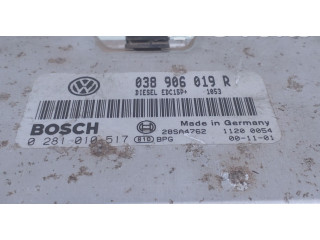 038 906 019 R
DIESEL EDC15P+ 1053
BOSCH
Made in Germany
28SA4762 1120 0054
0 281 010 517 BPG 00-11-01